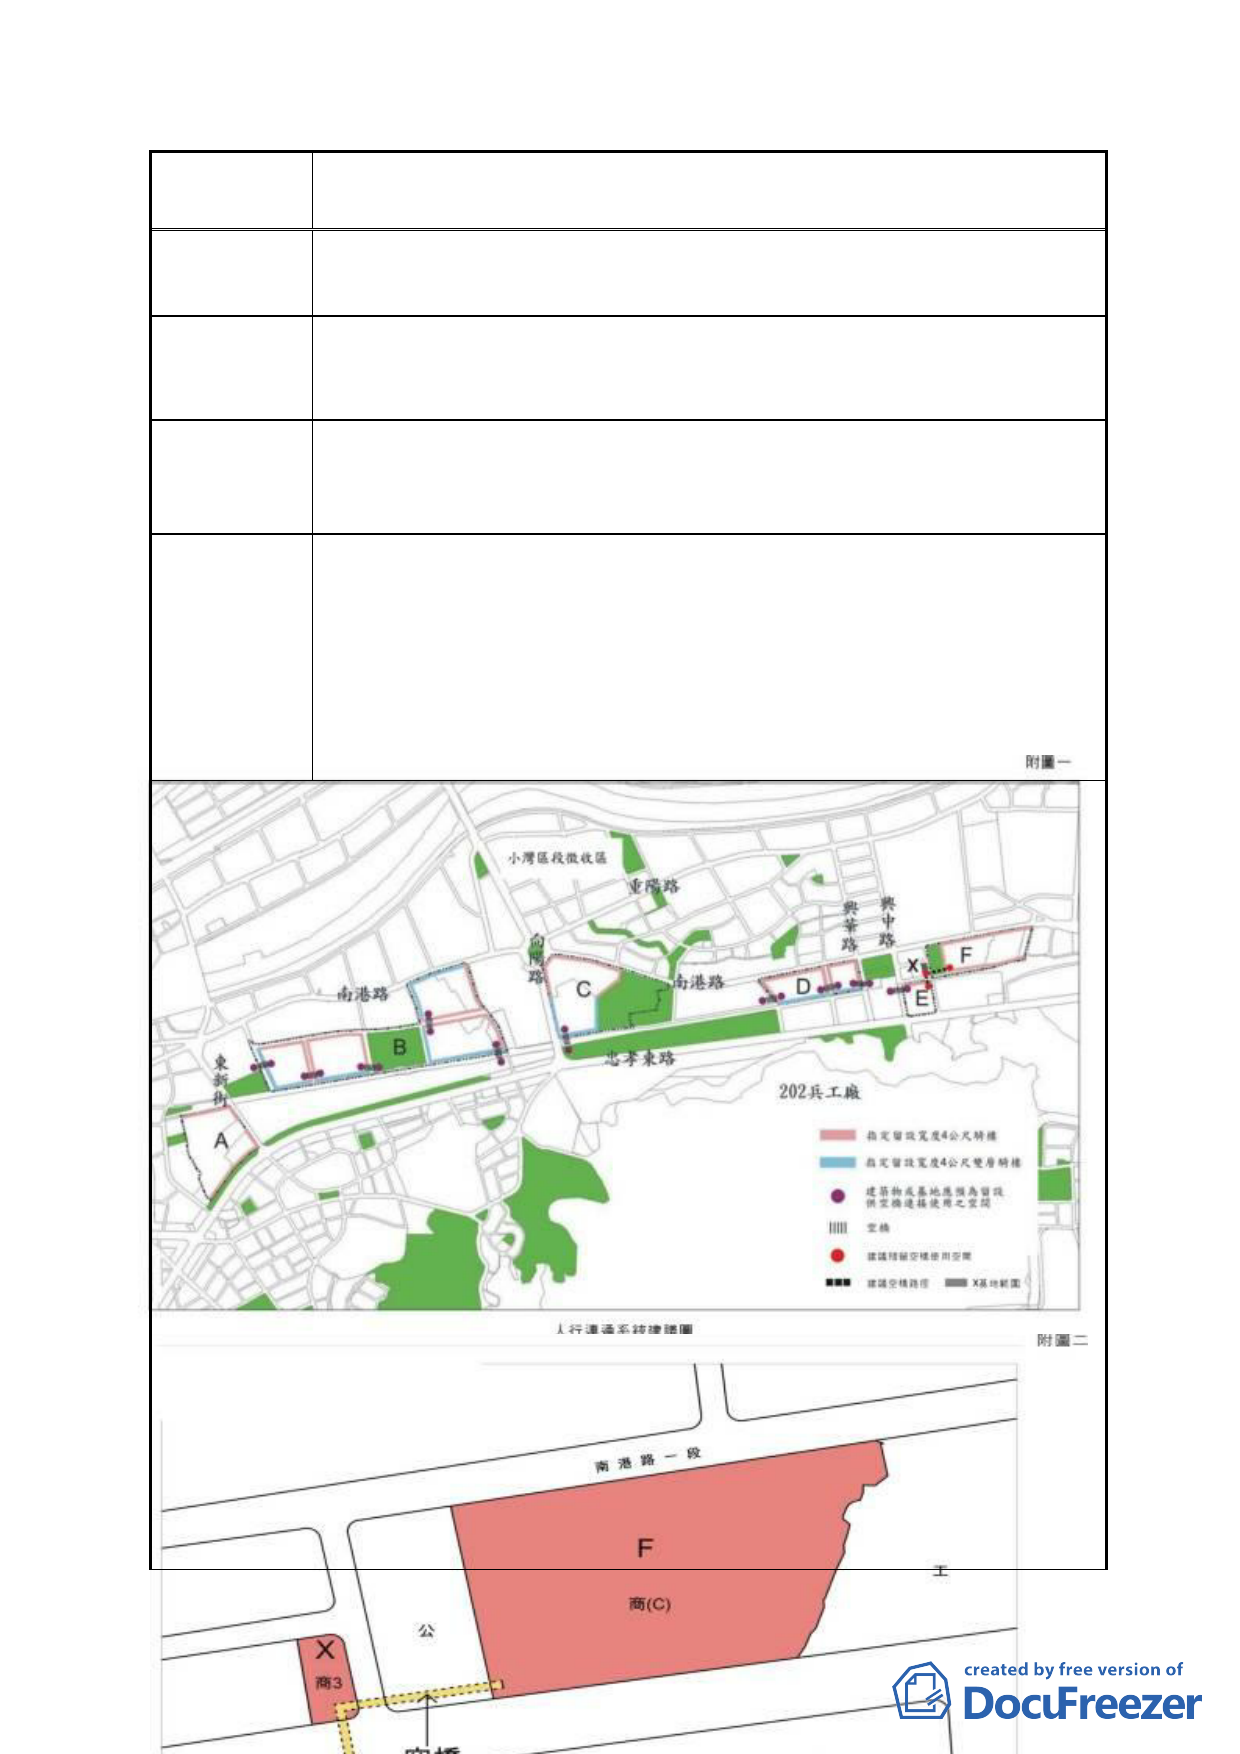 附圖一
小灣區段徵收區
重陽路
興華路
興中路
向陽路
南港路
南港路
X
F
C
D
E
B
東新街
忠孝東路
A
202兵工廠
指定留設寬度4公尺騎樓
指定留設寬度4公尺雙層騎樓
建築物或基地應預為留設
供空橋連接使用之空間
空橋
建議預留空橋使用空間
建議空橋路徑
X基地範圍
人行連通系統建議圖
附圖二
南港路一段
F
工
商(C)
公
X
商3
空橋
created by free version of
DocuFreezer